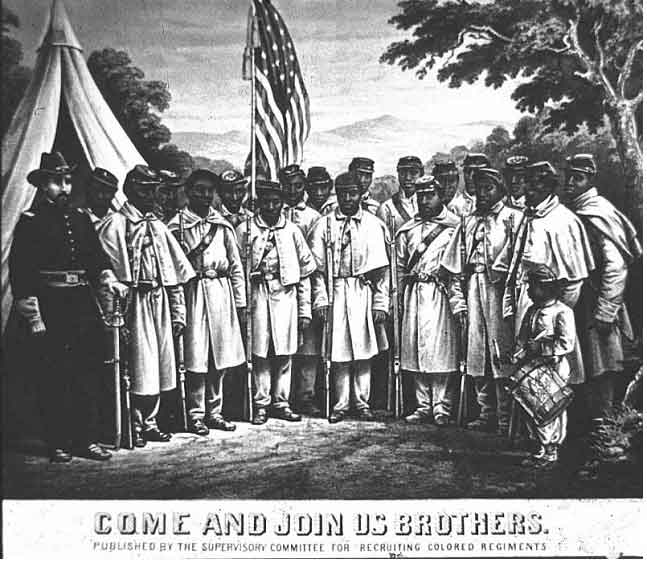 COME AND JOIN US BROTHERS.
PUBLISHED BY THE SUPERVISORY COMMITTEE FOR RECRUITING COLORED REGIMENTS